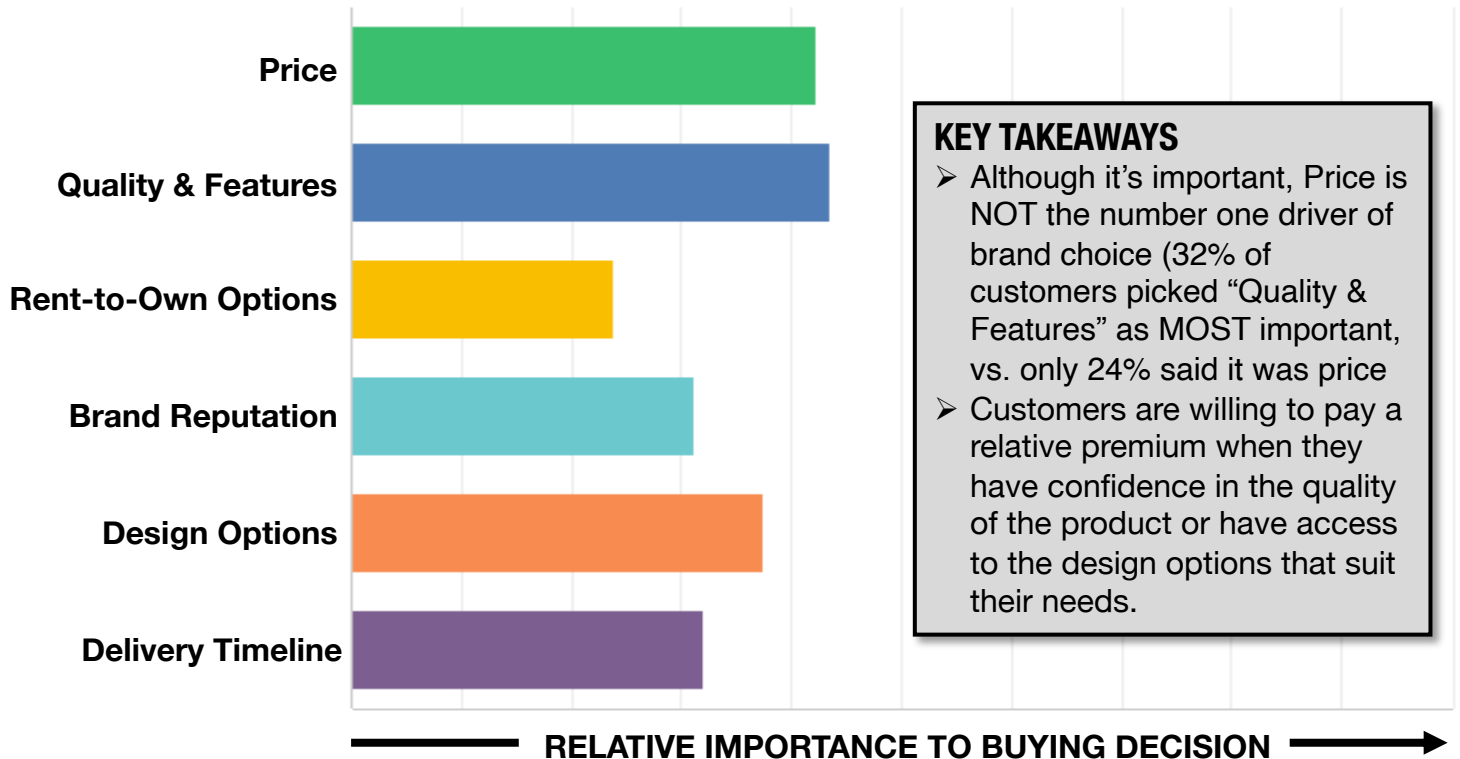 Price
Quality & Features
Rent-to-Own Options
Brand Reputation
Design Options
Delivery Timeline
KEY TAKEAWAYS
➢ Although it’s important, Price is
NOT the number one driver of
brand choice (32% of
customers picked “Quality &
Features” as MOST important,
vs. only 24% said it was price
➢ Customers are willing to pay a
relative premium when they
have confidence in the quality
of the product or have access
to the design options that suit
their needs.
RELATIVE IMPORTANCE TO BUYING DECISION